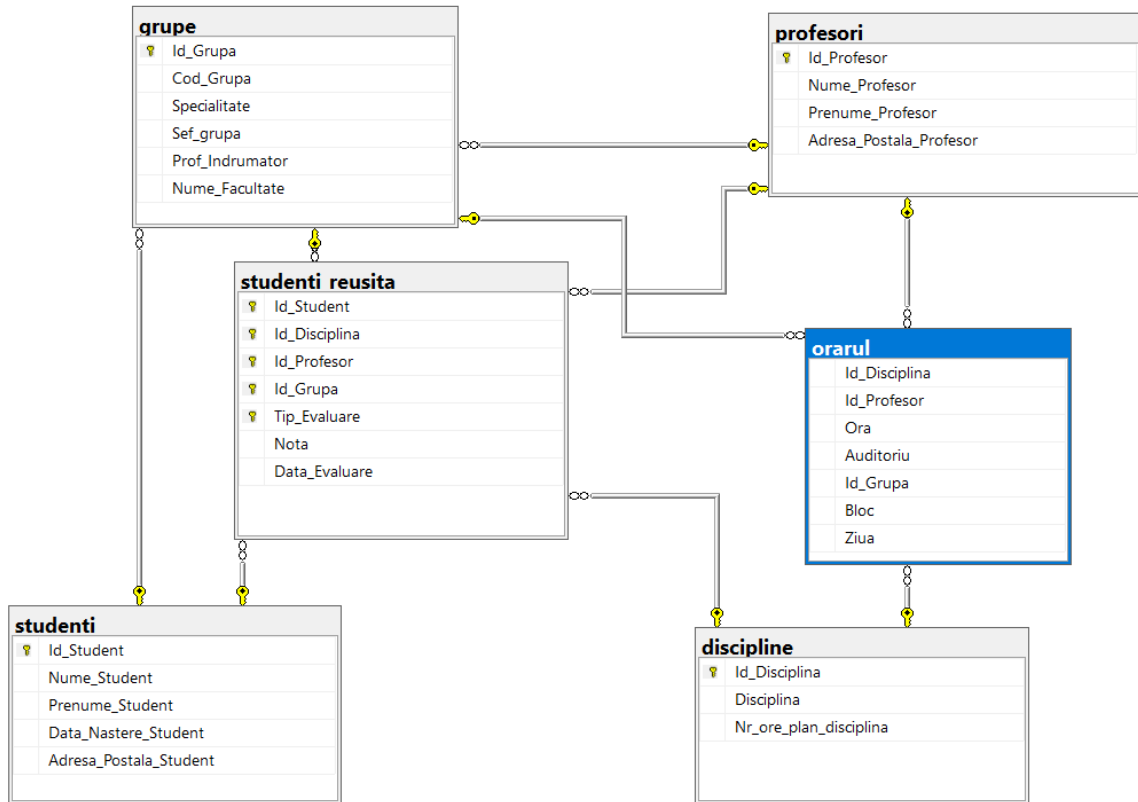 grupe
Id_Grupa
Cod_Grupa
Specialitate
Sef_grupa
Prof_Indrumator
Nume_Facultate
profesori
Id_Profesor
Nume_Profesor
Prenume_Profesor
Adresa_Postala_Profesor
studenti_reusita
Id_Student
Id_Disciplina
Id_Profesor
Id_Grupa
Tip_Evaluare
Nota
Data_Evaluare
orarul
Id_Disciplina
Id_Profesor
Ora
Auditoriu
Id_Grupa
Bloc
Ziua
studenti
Id_Student
Nume_Student
Prenume_Student
Data_Nastere_Student
Adresa_Postala_Student
discipline
Id_Disciplina
Disciplina
Nr_ore_plan_disciplina